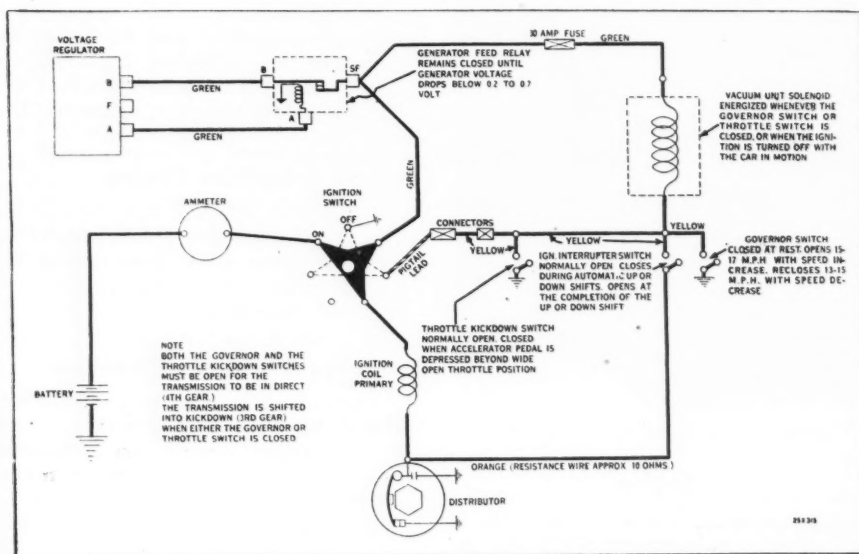 VOLTAGE
REGULATOR
B
F
A
GREEN
GREEN
B
SF
A
GENERATOR FEED RELAY
REMAINS CLOSED UNTIL
GENERATOR VOLTAGE
DROPS BELOW 0.2 TO 0.7
VOLT
10 AMP FUSE
GREEN
VACUUM UNIT SOLENOID
ENERGIZED WHENEVER THE
GOVERNOR SWITCH OR
THROTTLE SWITCH IS
CLOSED, OR WHEN THE IGNI-
TION IS TURNED OFF WITH
THE CAR IN MOTION
GREEN
AMMETER
IGNITION
SWITCH
OFF
ON
PIGTAIL
LEAD
CONNECTORS
YELLOW
YELLOW
YELLOW
IGN. INTERRUPTER SWITCH
NORMALLY OPEN. CLOSES
DURING AUTOMATIC UP OR
DOWN SHIFTS. OPENS AT
THE COMPLETION OF THE
UP OR DOWN SHIFT
GOVERNOR SWITCH
CLOSED AT REST. OPENS 15-
17 M.P.H. WITH SPEED IN-
CREASE. RECLOSES 13-15
M.P.H. WITH SPEED DE-
CREASE
THROTTLE KICKDOWN SWITCH
NORMALLY OPEN. CLOSED
WHEN ACCELERATOR PEDAL IS
DEPRESSED BEYOND WIDE
OPEN THROTTLE POSITION
NOTE
BOTH THE GOVERNOR AND THE
THROTTLE KICKDOWN SWITCHES
MUST BE OPEN FOR THE
TRANSMISSION TO BE IN DIRECT
(4TH GEAR.)
THE TRANSMISSION IS SHIFTED
INTO KICKDOWN (3RD GEAR)
WHEN EITHER THE GOVERNOR OR
THROTTLE SWITCH IS CLOSED
IGNITION
COIL
PRIMARY
BATTERY
ORANGE (RESISTANCE WIRE APPROX 10 OHMS)
DISTRIBUTOR